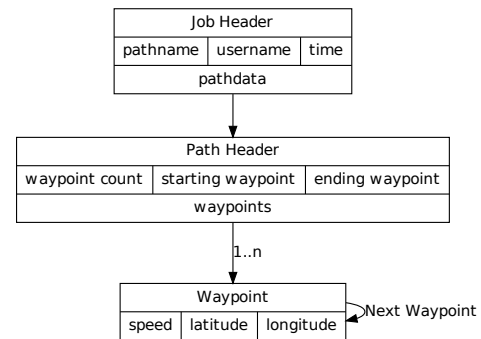 Job Header
pathname username time
pathdata
Path Header
waypoint count starting waypoint ending waypoint
waypoints
1..n
Waypoint
Next Waypoint
speed latitude longitude